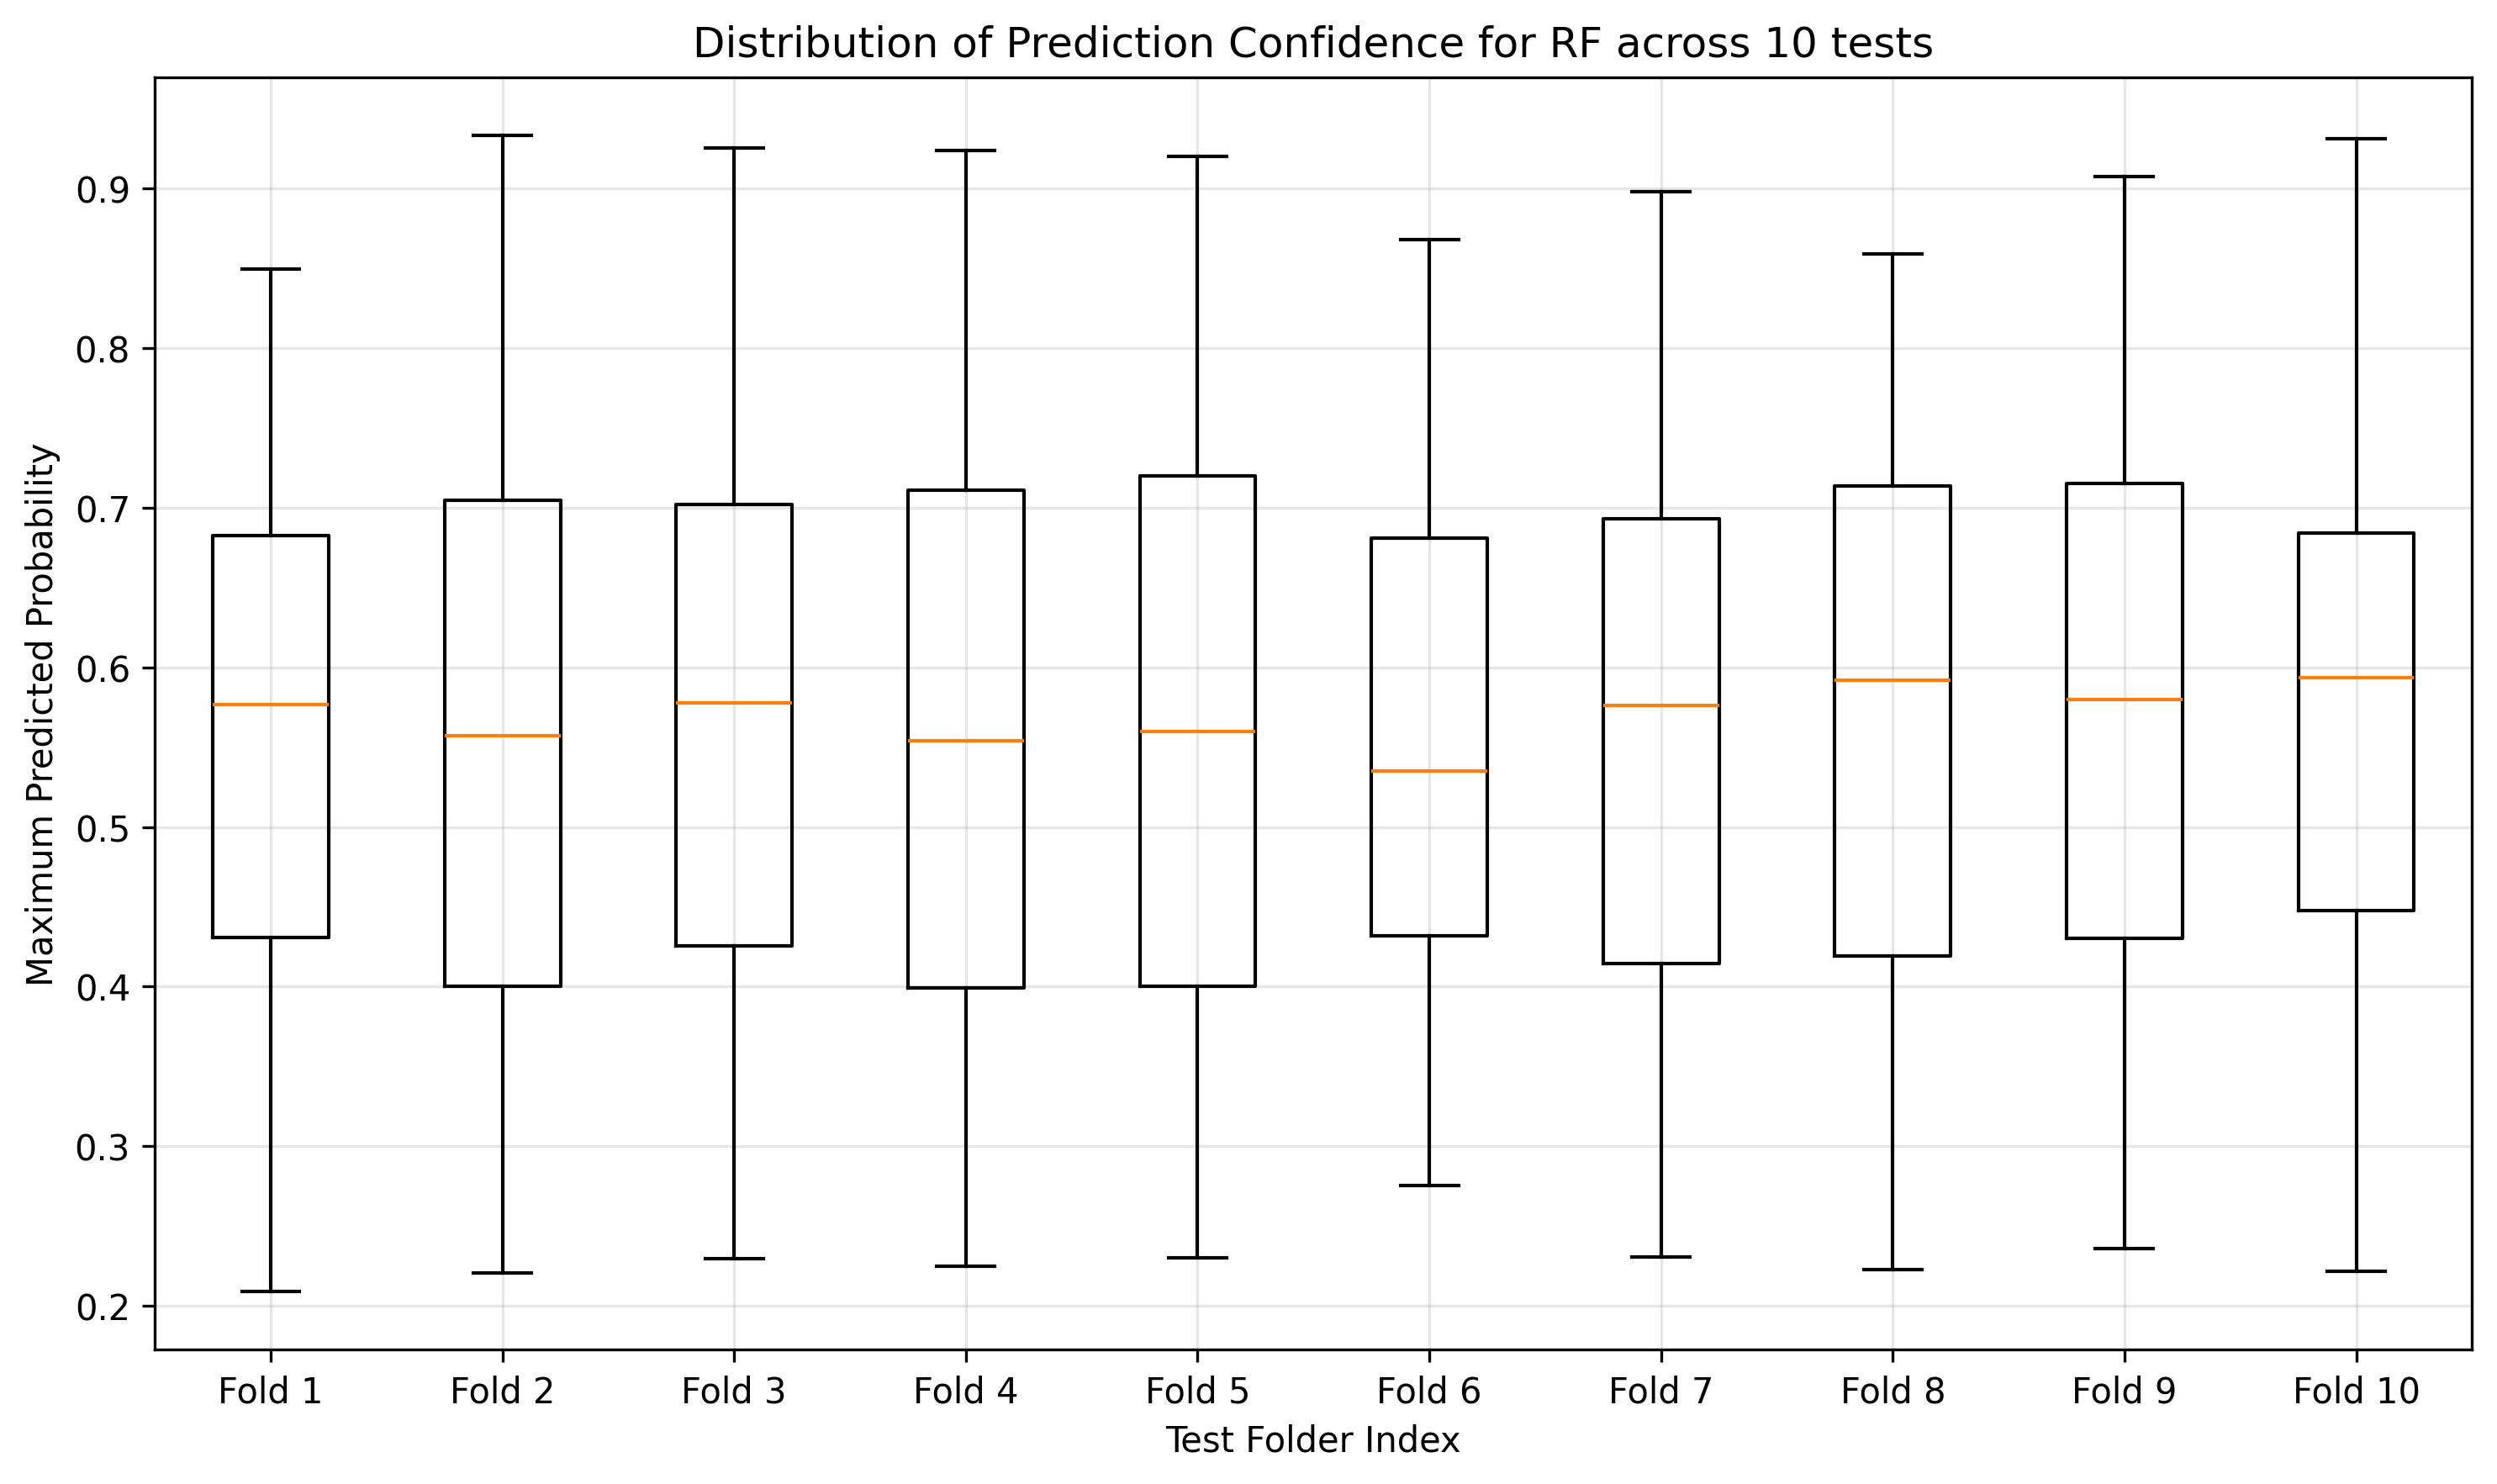 Distribution of Prediction Confidence for RF across 10 tests
Maximum Predicted Probability
0.9
0.8
0.7
0.6
0.5
0.4
0.3
0.2
Fold 1 Fold 2 Fold 3 Fold 4 Fold 5 Fold 6 Fold 7 Fold 8 Fold 9 Fold 10
Test Folder Index